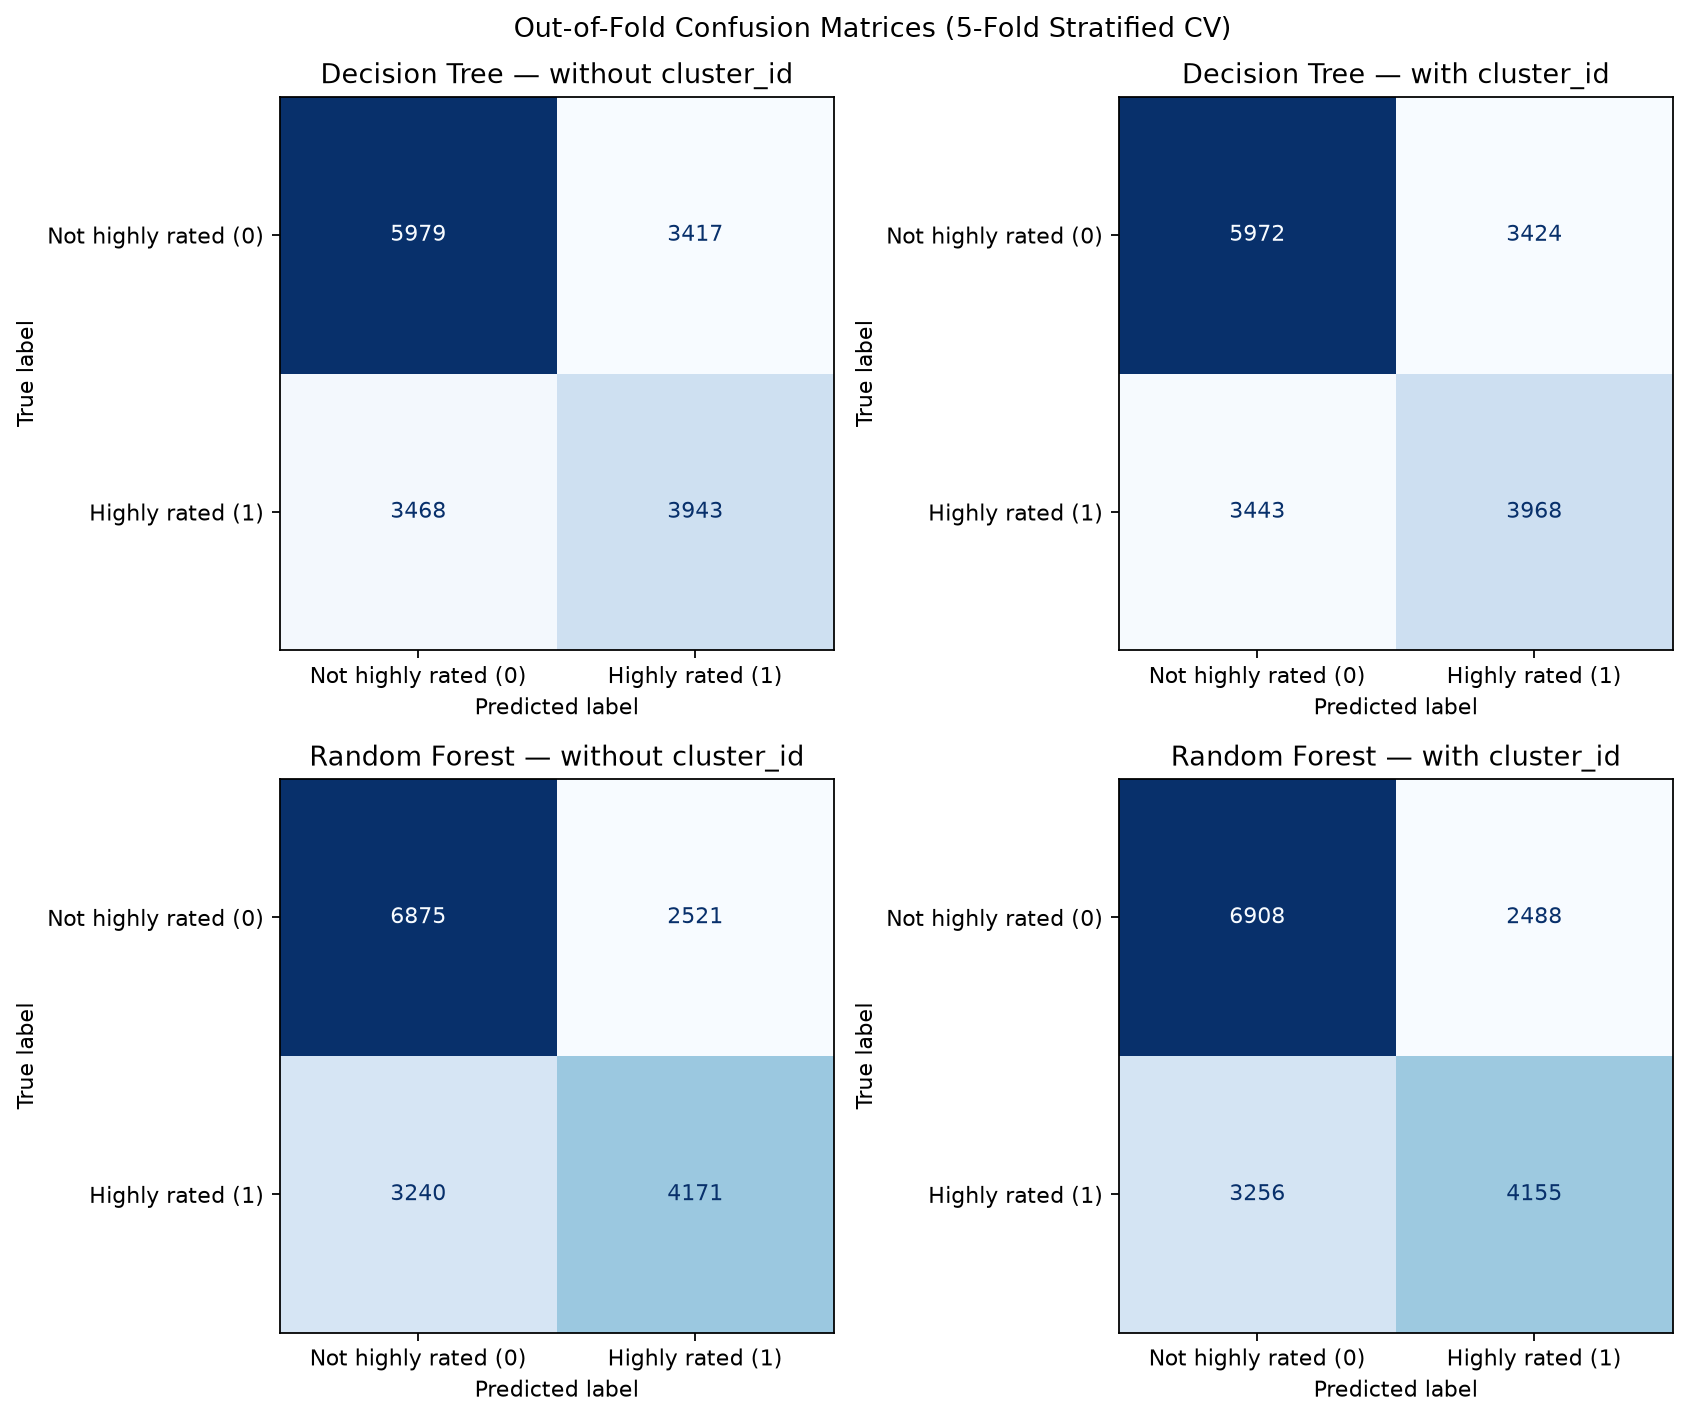 Out-of-Fold Confusion Matrices (5-Fold Stratified CV)
Decision Tree — without cluster_id
True label
Not highly rated (0)
5979
3417
Highly rated (1)
3468
3943
Not highly rated (0)
Highly rated (1)
Predicted label
Decision Tree — with cluster_id
True label
Not highly rated (0)
5972
3424
Highly rated (1)
3443
3968
Not highly rated (0)
Highly rated (1)
Predicted label
Random Forest — without cluster_id
True label
Not highly rated (0)
6875
2521
Highly rated (1)
3240
4171
Not highly rated (0)
Highly rated (1)
Predicted label
Random Forest — with cluster_id
True label
Not highly rated (0)
6908
2488
Highly rated (1)
3256
4155
Not highly rated (0)
Highly rated (1)
Predicted label